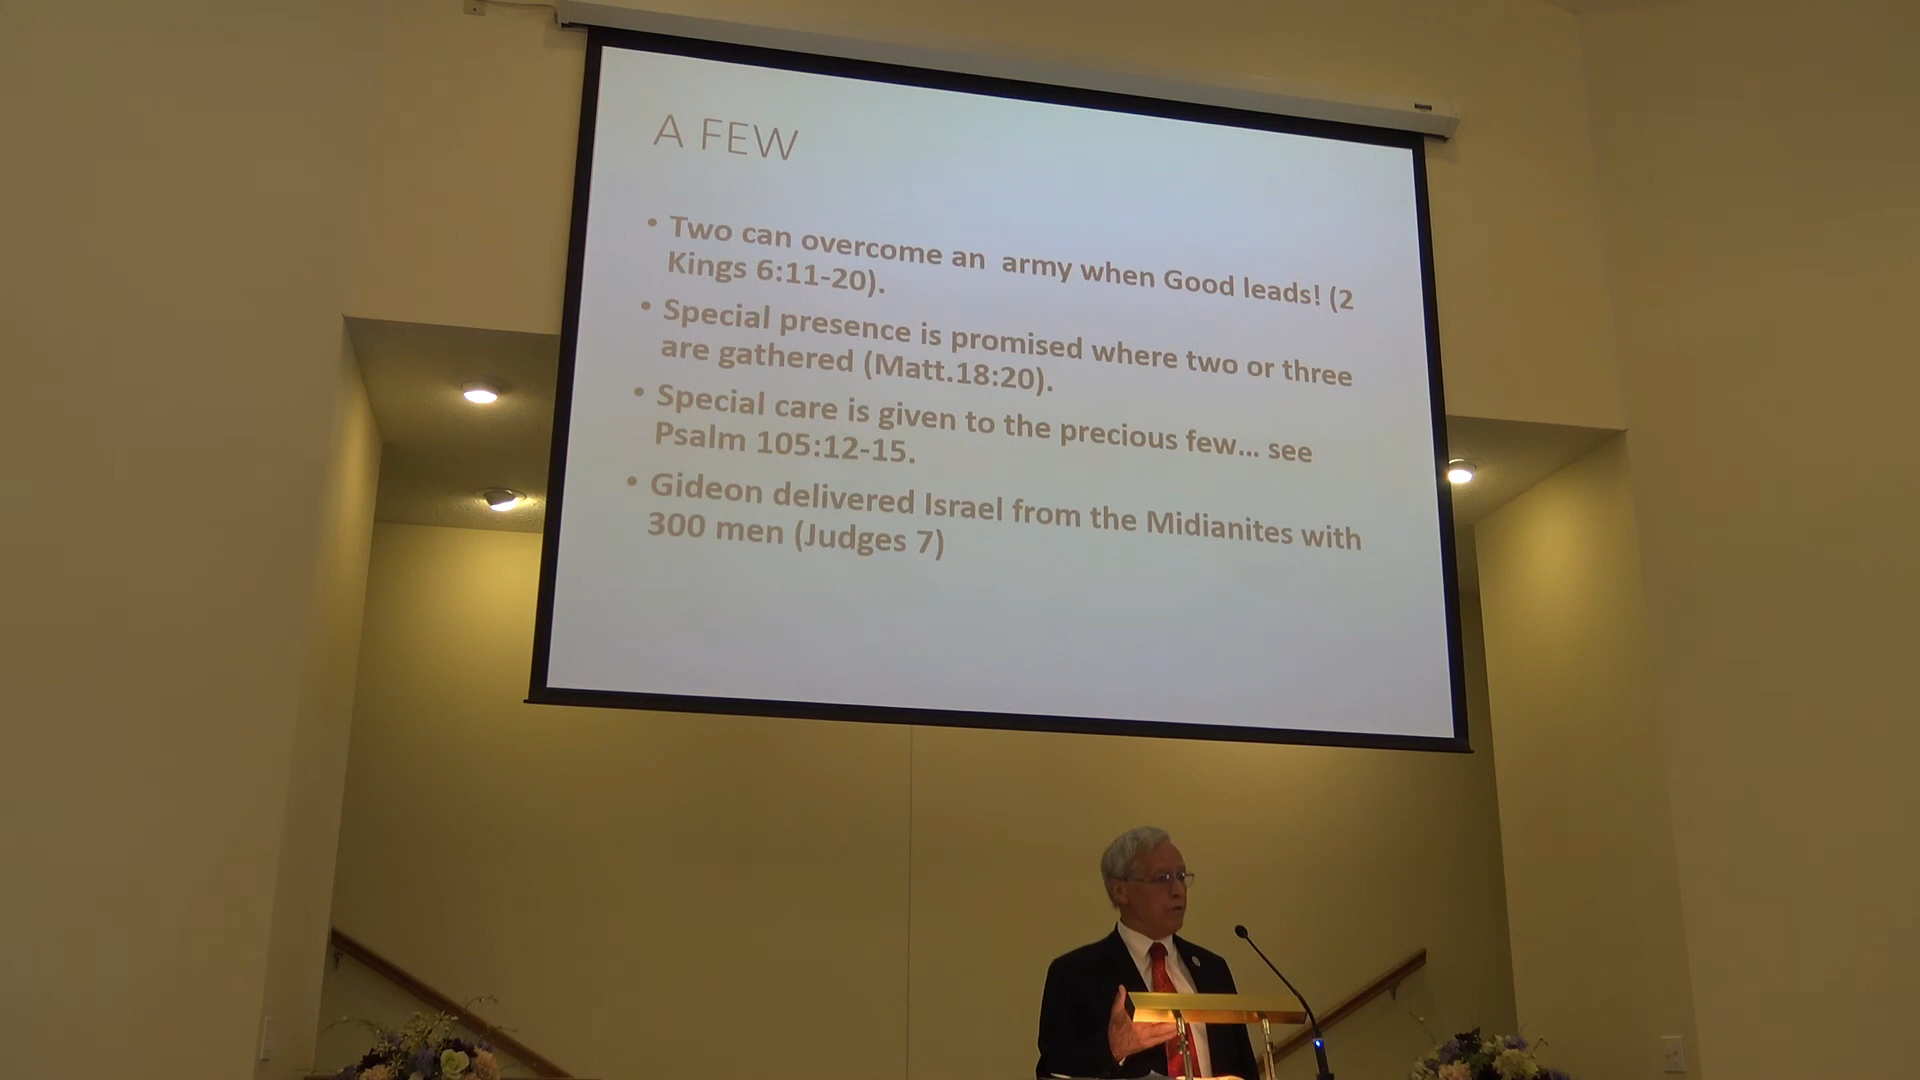 A FEW
• Two can overcome an  army when Good leads! (2
Kings 6:11-20).
• Special presence is promised where two or three
are gathered (Matt.18:20).
• Special care is given to the precious few... see
Psalm 105:12-15.
• Gideon delivered Israel from the Midianites with
300 men (Judges 7)